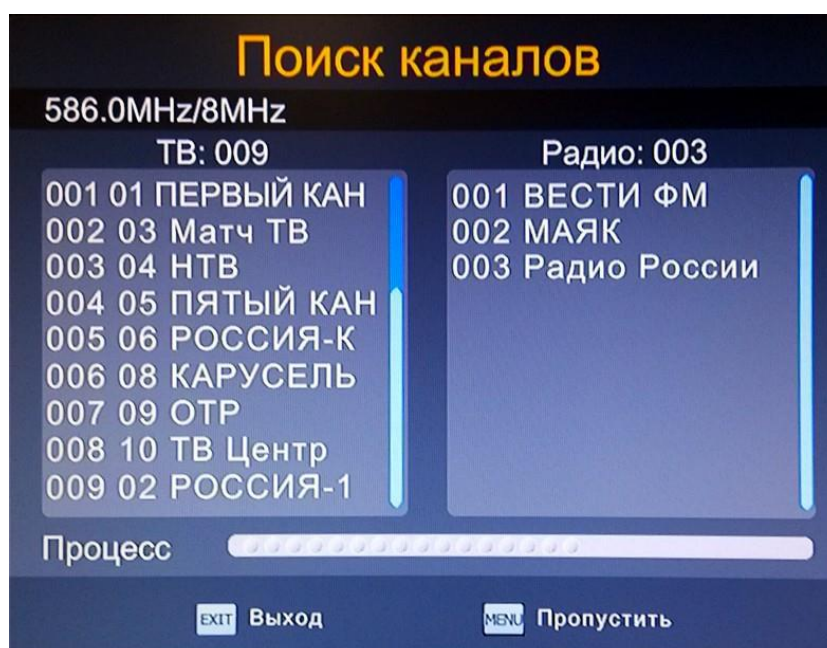 Поиск каналов
586.0MHz/8MHz
ТВ: 009
001 01 ПЕРВЫЙ КАН
002 03 Матч ТВ
003 04 НТВ
004 05 ПЯТЫЙ КАН
005 06 РОССИЯ-К
006 08 КАРУСЕЛЬ
007 09 ОТР
008 10 ТВ Центр
009 02 РОССИЯ-1
Радио: 003
001 ВЕСТИ ФМ
002 МАЯК
003 Радио России
Процесс
EXIT Выход
MENU Пропустить